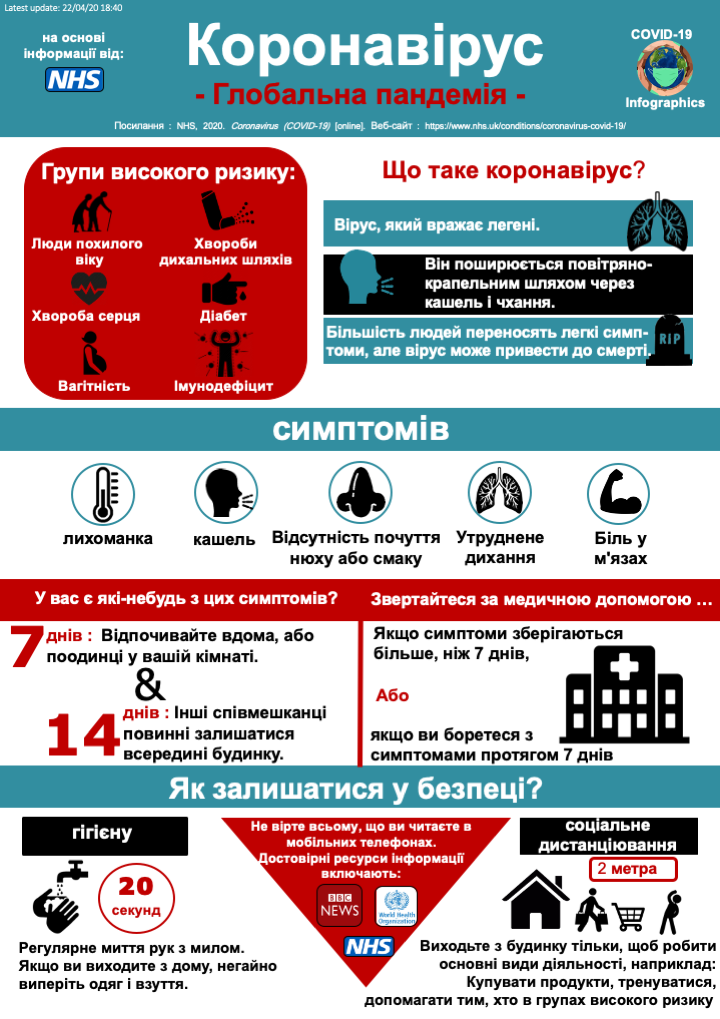 Latest update: 22/04/20 18:40
на основі
інформації від:
NHS
Коронавірус
- Глобальна пандемія -
COVID-19
Infographics
Посилання : NHS, 2020. Coronavirus (COVID-19) [online]. Веб-сайт : https://www.nhs.uk/conditions/coronavirus-covid-19/
Групи високого ризику:
Люди похилого
віку
Хвороби
дихальних шляхів
Хвороба серця
Діабет
Вагітність
Імунодефіцит
Що таке коронавірус?
Вірус, який вражає легені.
Він поширюється повітряно-
крапельним шляхом через
кашель і чхання.
Більшість людей переносять легкі симп-
томи, але вірус може привести до смерті.
RIP
симптомів
лихоманка
кашель
Відсутність почуття
нюху або смаку
Утруднене
дихання
Біль у
м'язах
У вас є які-небудь з цих симптомів?
7 днів : Відпочивайте вдома, або
поодинці у вашій кімнаті.
&
14 днів : Інші співмешканці
повинні залишатися
всередині будинку.
Звертайтеся за медичною допомогою ...
Якщо симптоми зберігаються
більше, ніж 7 днів,
Або
якщо ви боретеся з
симптомами протягом 7 днів
Як залишатися у безпеці?
гігієну
20
секунд
Регулярне миття рук з милом.
Якщо ви виходите з дому, негайно
виперіть одяг і взуття.
Не вірте всьому, що ви читаєте в
мобільних телефонах.
Достовірні ресурси інформації
включають:
BBC
NEWS
World Health
Organization
NHS
соціальне
дистанціювання
2 метра
Виходьте з будинку тільки, щоб робити
основні види діяльності, наприклад:
Купувати продукти, тренуватися,
допомагати тим, хто в групах високого ризику